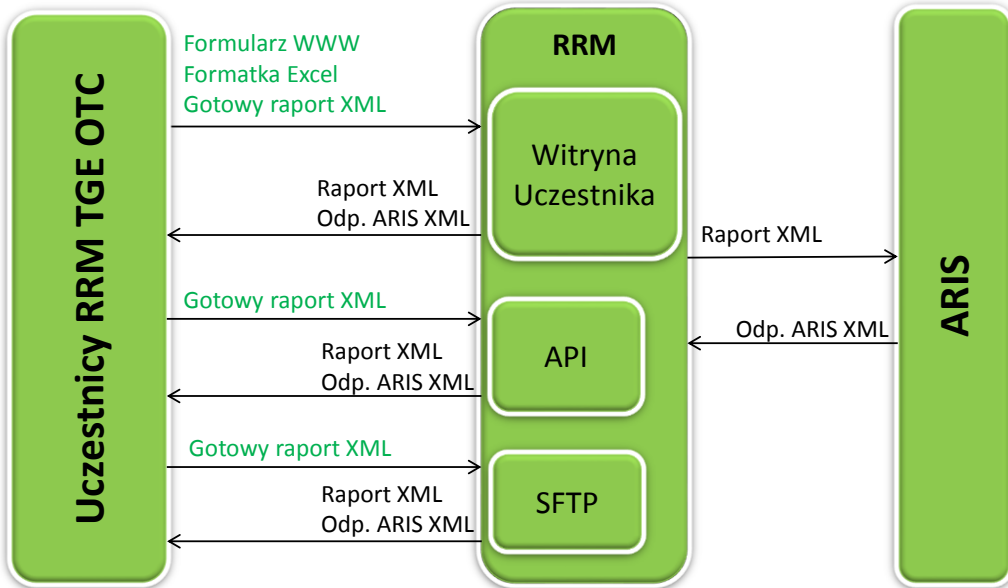 Uczestnicy RRM TGE OTC
Formularz WWW
Formatka Excel
Gotowy raport XML
Raport XML
Odp. ARIS XML
Gotowy raport XML
Raport XML
Odp. ARIS XML
Gotowy raport XML
Raport XML
Odp. ARIS XML
RRM
Witryna
Uczestnika
API
SFTP
Raport XML
Odp. ARIS XML
ARIS